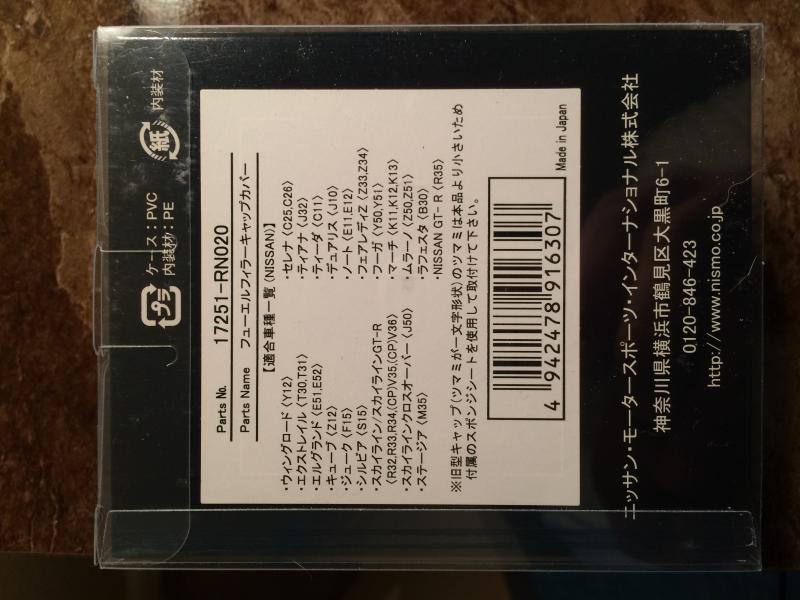 プラ
ケース：PVC
内装材：PE
紙
内装材
Parts No. 17251-RN020
Parts Name フューエルフィラーキャップカバー
【適合車種一覧(NISSAN)】
・ウィングロード〈Y12〉
・エクストレイル〈T30,T31〉
・エルグランド〈E51,E52〉
・キューブ〈Z12〉
・ジューク〈F15〉
・シルビア〈S15〉
・スカイライン/スカイラインGT-R
〈R32,R33,R34,(CP)V35,(CP)V36〉
・スカイラインクロスオーバー〈J50〉
・ステージア〈M35〉
・セレナ〈C25,C26〉
・ティアナ〈J32〉
・ティーダ〈C11〉
・デュアリス〈J10〉
・ノート〈E11,E12〉
・フェアレディZ〈Z33,Z34〉
・フーガ〈Y50,Y51〉
・マーチ〈K11,K12,K13〉
・ムラーノ〈Z50,Z51〉
・ラフェスタ〈B30〉
・NISSAN GT-R〈R35〉
※旧型キャップ(ツマミが一文字形状)のツマミは本品より小さいため
付属のスポンジシートを使用して取付けて下さい。
4 942478 916307
Made in Japan
ニッサン・モータースポーツ・インターナショナル株式会社
神奈川県横浜市鶴見区大黒町6-1
0120-846-423
http://www.nismo.co.jp